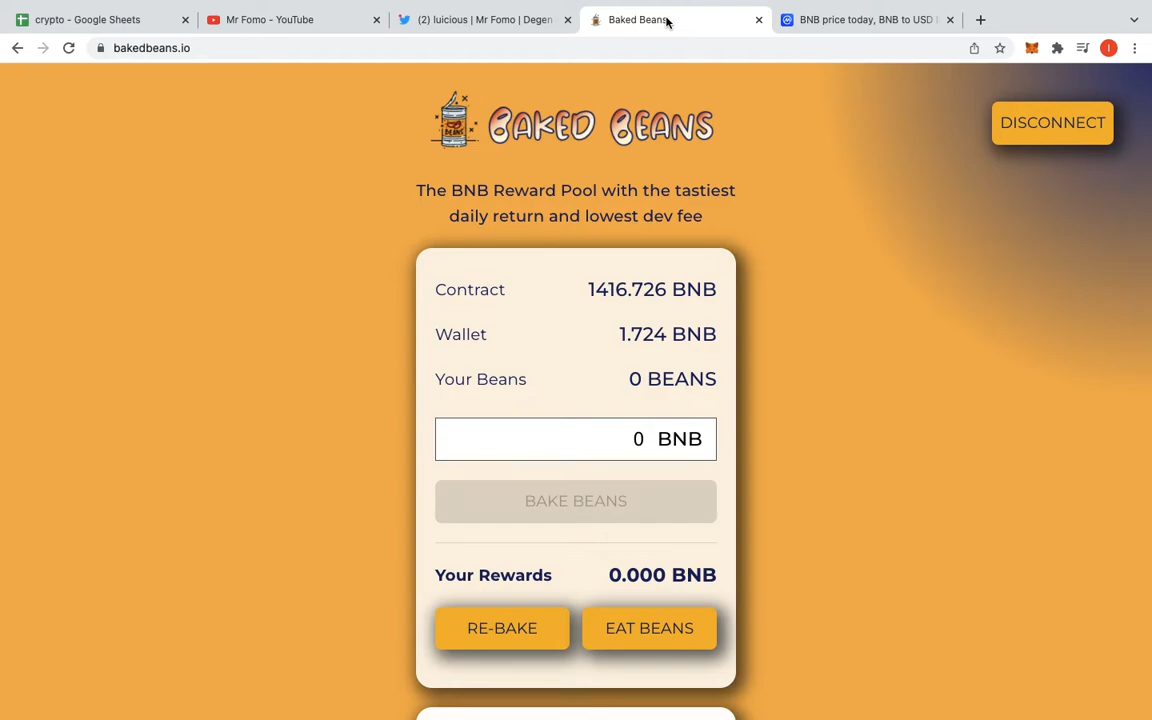 crypto - Google Sheets
Mr Fomo - YouTube
(2) luicious | Mr Fomo | Degen
Baked Beans
BNB price today, BNB to USD
bakedbeans.io
I
BEANS
BAKED BEANS
DISCONNECT
The BNB Reward Pool with the tastiest
daily return and lowest dev fee
Contract 1416.726 BNB
Wallet 1.724 BNB
Your Beans 0 BEANS
0 BNB
BAKE BEANS
Your Rewards 0.000 BNB
RE-BAKE EAT BEANS